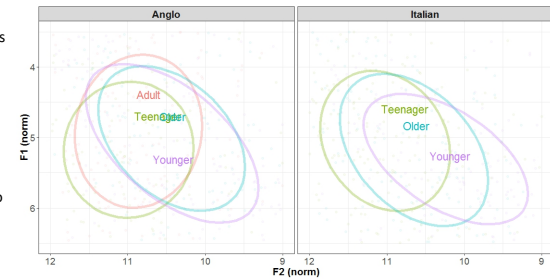 Anglo
Italian
s
4
5
6
F1 (norm)
Adult
Teenager
Older
Younger
Teenager
Older
Younger
12
11
10
9
12
11
10
9
F2 (norm)